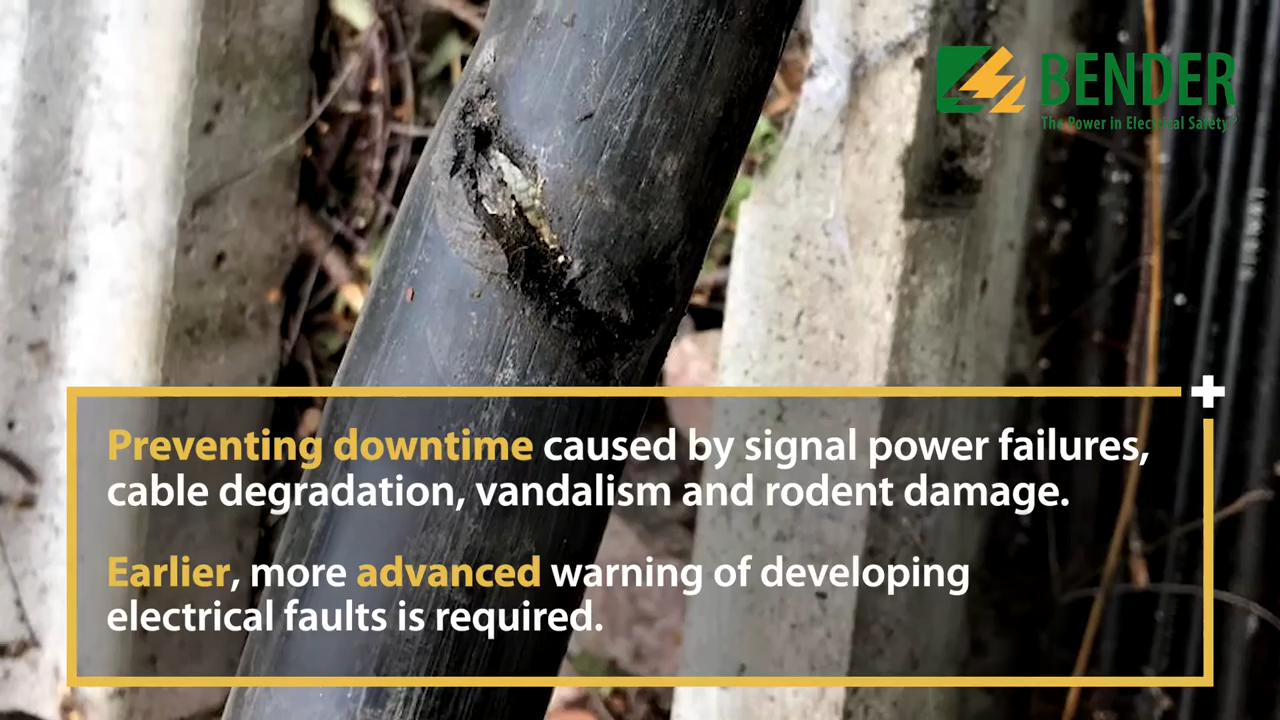 BENDER
The Power in Electrical Safety
Preventing downtime caused by signal power failures,
cable degradation, vandalism and rodent damage.
Earlier, more advanced warning of developing
electrical faults is required.